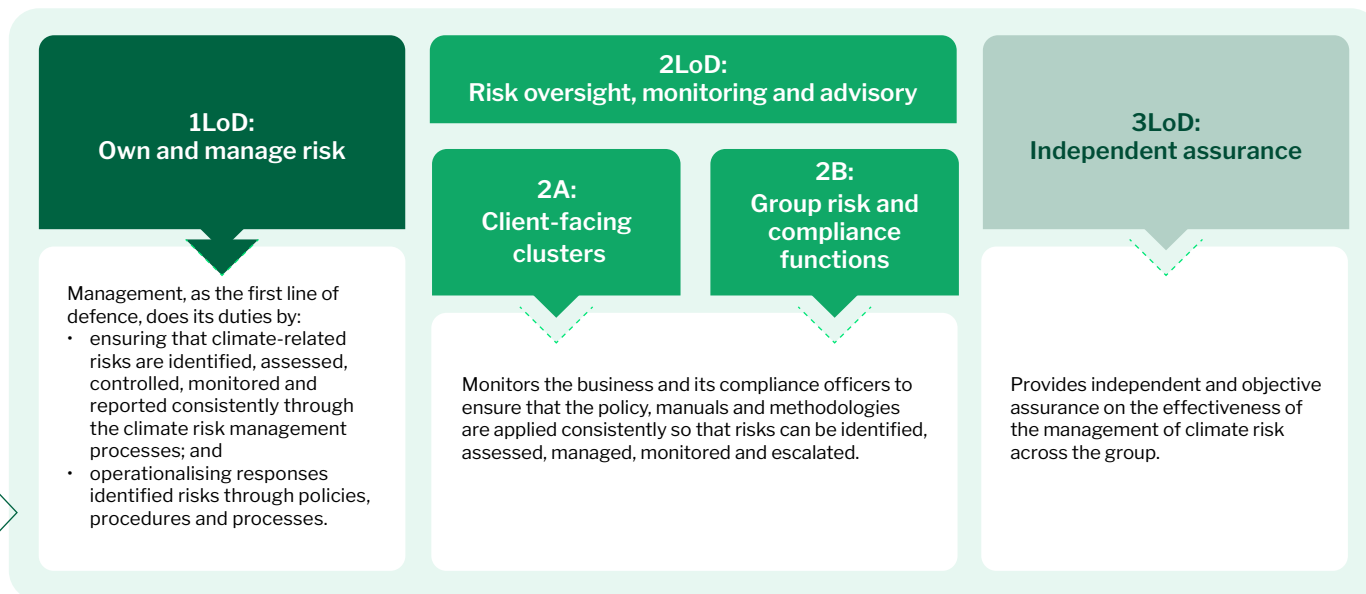 1LoD:
Own and manage risk
Management, as the first line of
defence, does its duties by:
• ensuring that climate-related
risks are identified, assessed,
controlled, monitored and
reported consistently through
the climate risk management
processes; and
• operationalising responses
identified risks through policies,
procedures and processes.
2LoD:
Risk oversight, monitoring and advisory
2A:
Client-facing
clusters
2B:
Group risk and
compliance
functions
Monitors the business and its compliance officers to
ensure that the policy, manuals and methodologies
are applied consistently so that risks can be identified,
assessed, managed, monitored and escalated.
3LoD:
Independent assurance
Provides independent and objective
assurance on the effectiveness of
the management of climate risk
across the group.